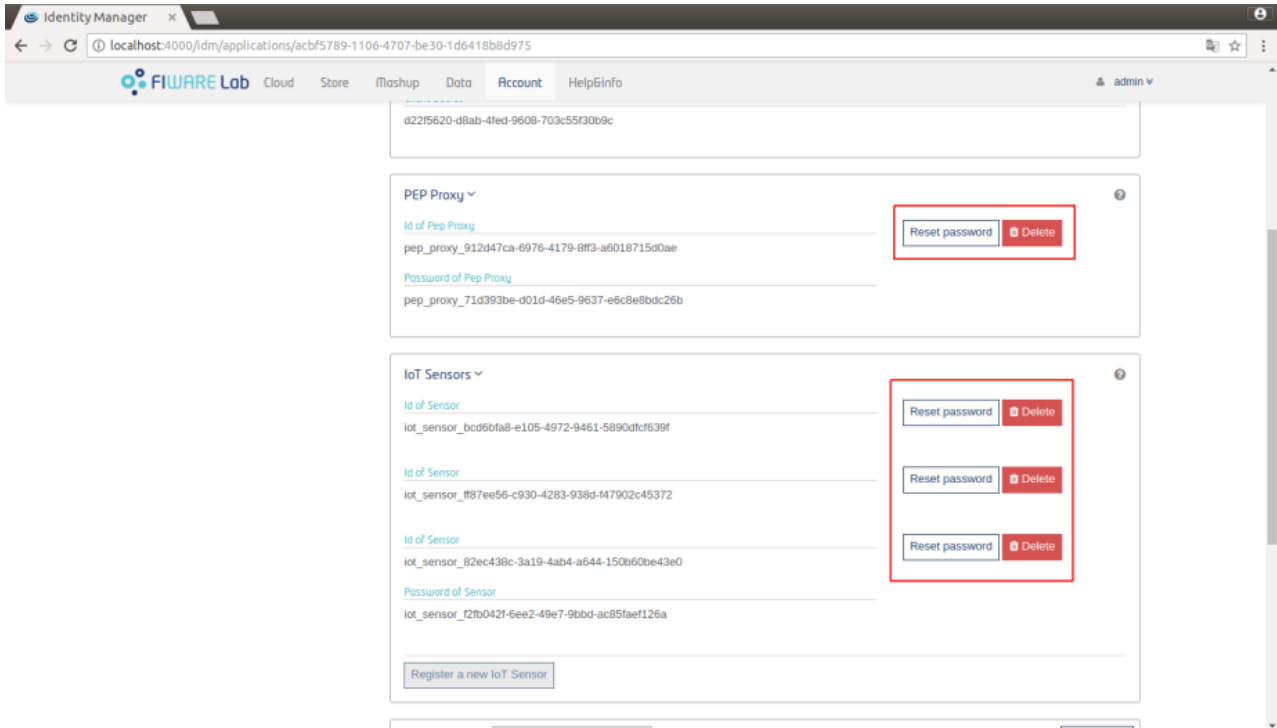 Identity Manager
localhost:4000/idm/applications/acbf5789-1106-4707-be30-1d6418b8d975
FIWARE Lab Cloud Store Mashup Data Account Help&info admin
d22f5620-d8ab-4fed-9608-703c55f30b9c
PEP Proxy
Id of Pep Proxy
Reset password Delete
pep_proxy_912d47ca-6976-4179-8ff3-a6018715d0ae
Password of Pep Proxy
pep_proxy_71d393be-d01d-46e5-9637-e6c8e8bdc26b
IoT Sensors
Id of Sensor
Reset password Delete
iot_sensor_bcd6bfa8-e105-4972-9461-5890dfcf639f
Id of Sensor
Reset password Delete
iot_sensor_ff87ee56-c930-4283-938d-f47902c45372
Id of Sensor
Reset password Delete
iot_sensor_82ec438c-3a19-4ab4-a644-150b60be43e0
Password of Sensor
iot_sensor_f2fb042f-6ee2-49e7-9bbd-ac85faef126a
Register a new IoT Sensor